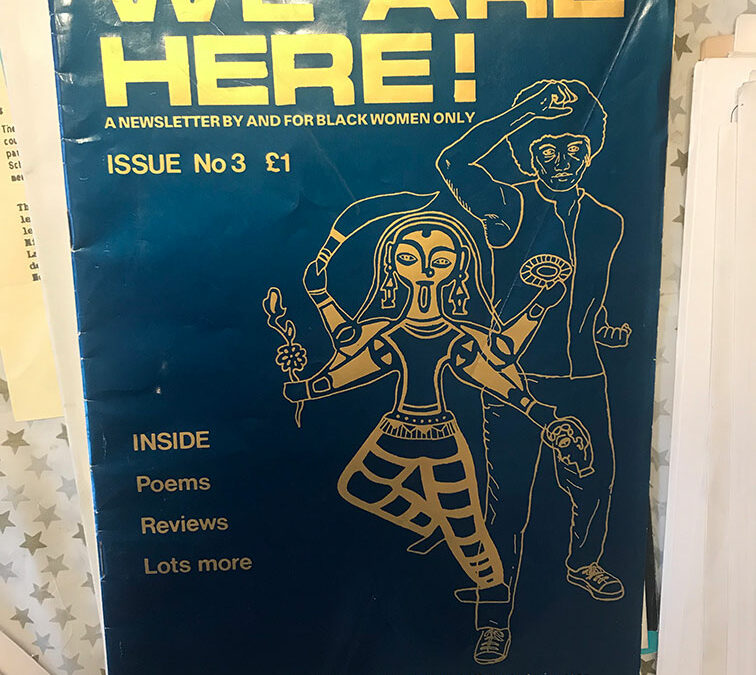 WE ARE
HERE!
A NEWSLETTER BY AND FOR BLACK WOMEN ONLY
ISSUE No 3 £1
INSIDE
Poems
Reviews
Lots more
The